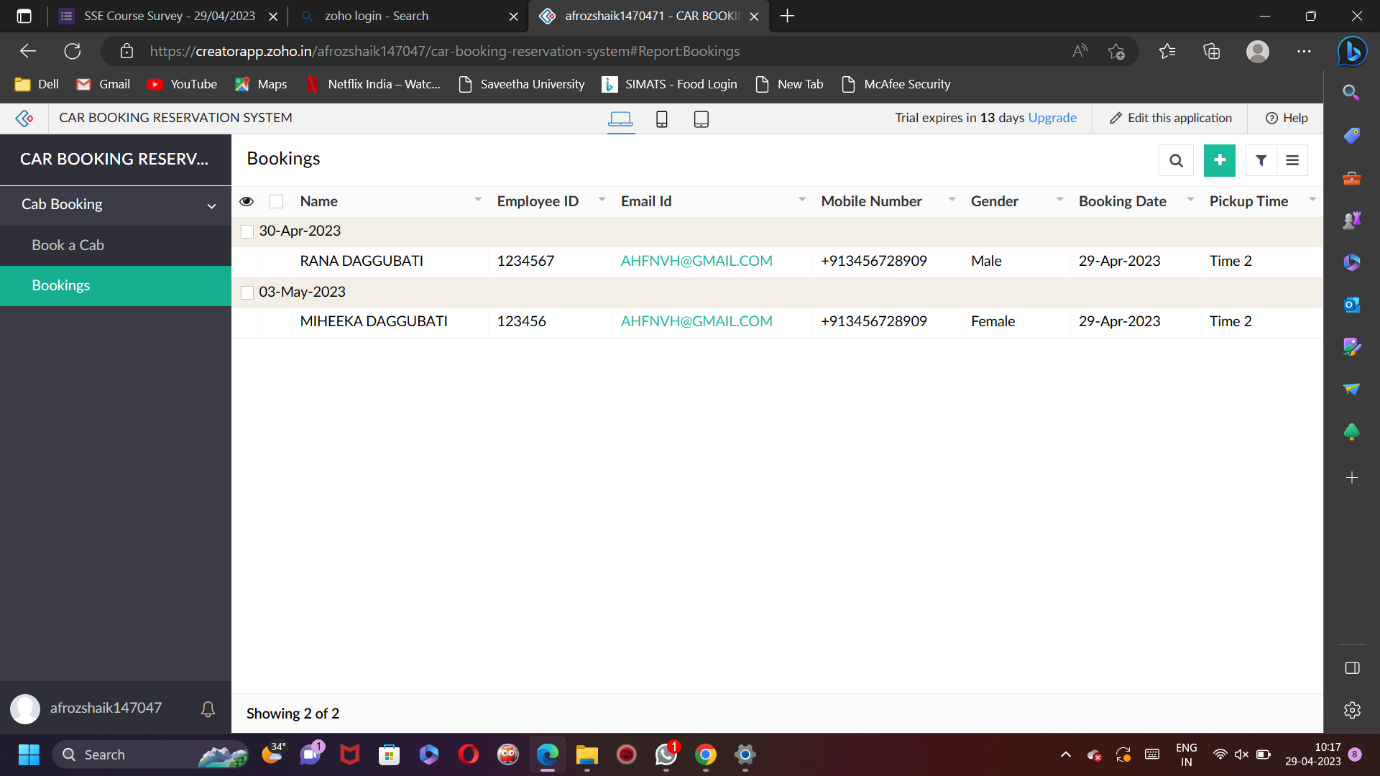 SSE Course Survey - 29/04/2023
zoho login - Search
afrozshaik1470471 - CAR BOOKI
https://creatorapp.zoho.in/afrozshaik147047/car-booking-reservation-system#Report:Bookings
Dell Gmail YouTube Maps Netflix India – Watc... Saveetha University SIMATS - Food Login New Tab McAfee Security
CAR BOOKING RESERVATION SYSTEM Trial expires in 13 days Upgrade Edit this application Help
CAR BOOKING RESERV...
Cab Booking
Book a Cab
Bookings
Bookings
Name Employee ID Email Id Mobile Number Gender Booking Date Pickup Time
30-Apr-2023
RANA DAGGUBATI 1234567 AHFNVH@GMAIL.COM +913456728909 Male 29-Apr-2023 Time 2
03-May-2023
MIHEEKA DAGGUBATI 123456 AHFNVH@GMAIL.COM +913456728909 Female 29-Apr-2023 Time 2
Showing 2 of 2
afrozshaik147047
Search
34°
1
1
ENG
IN
10:17
29-04-2023
8